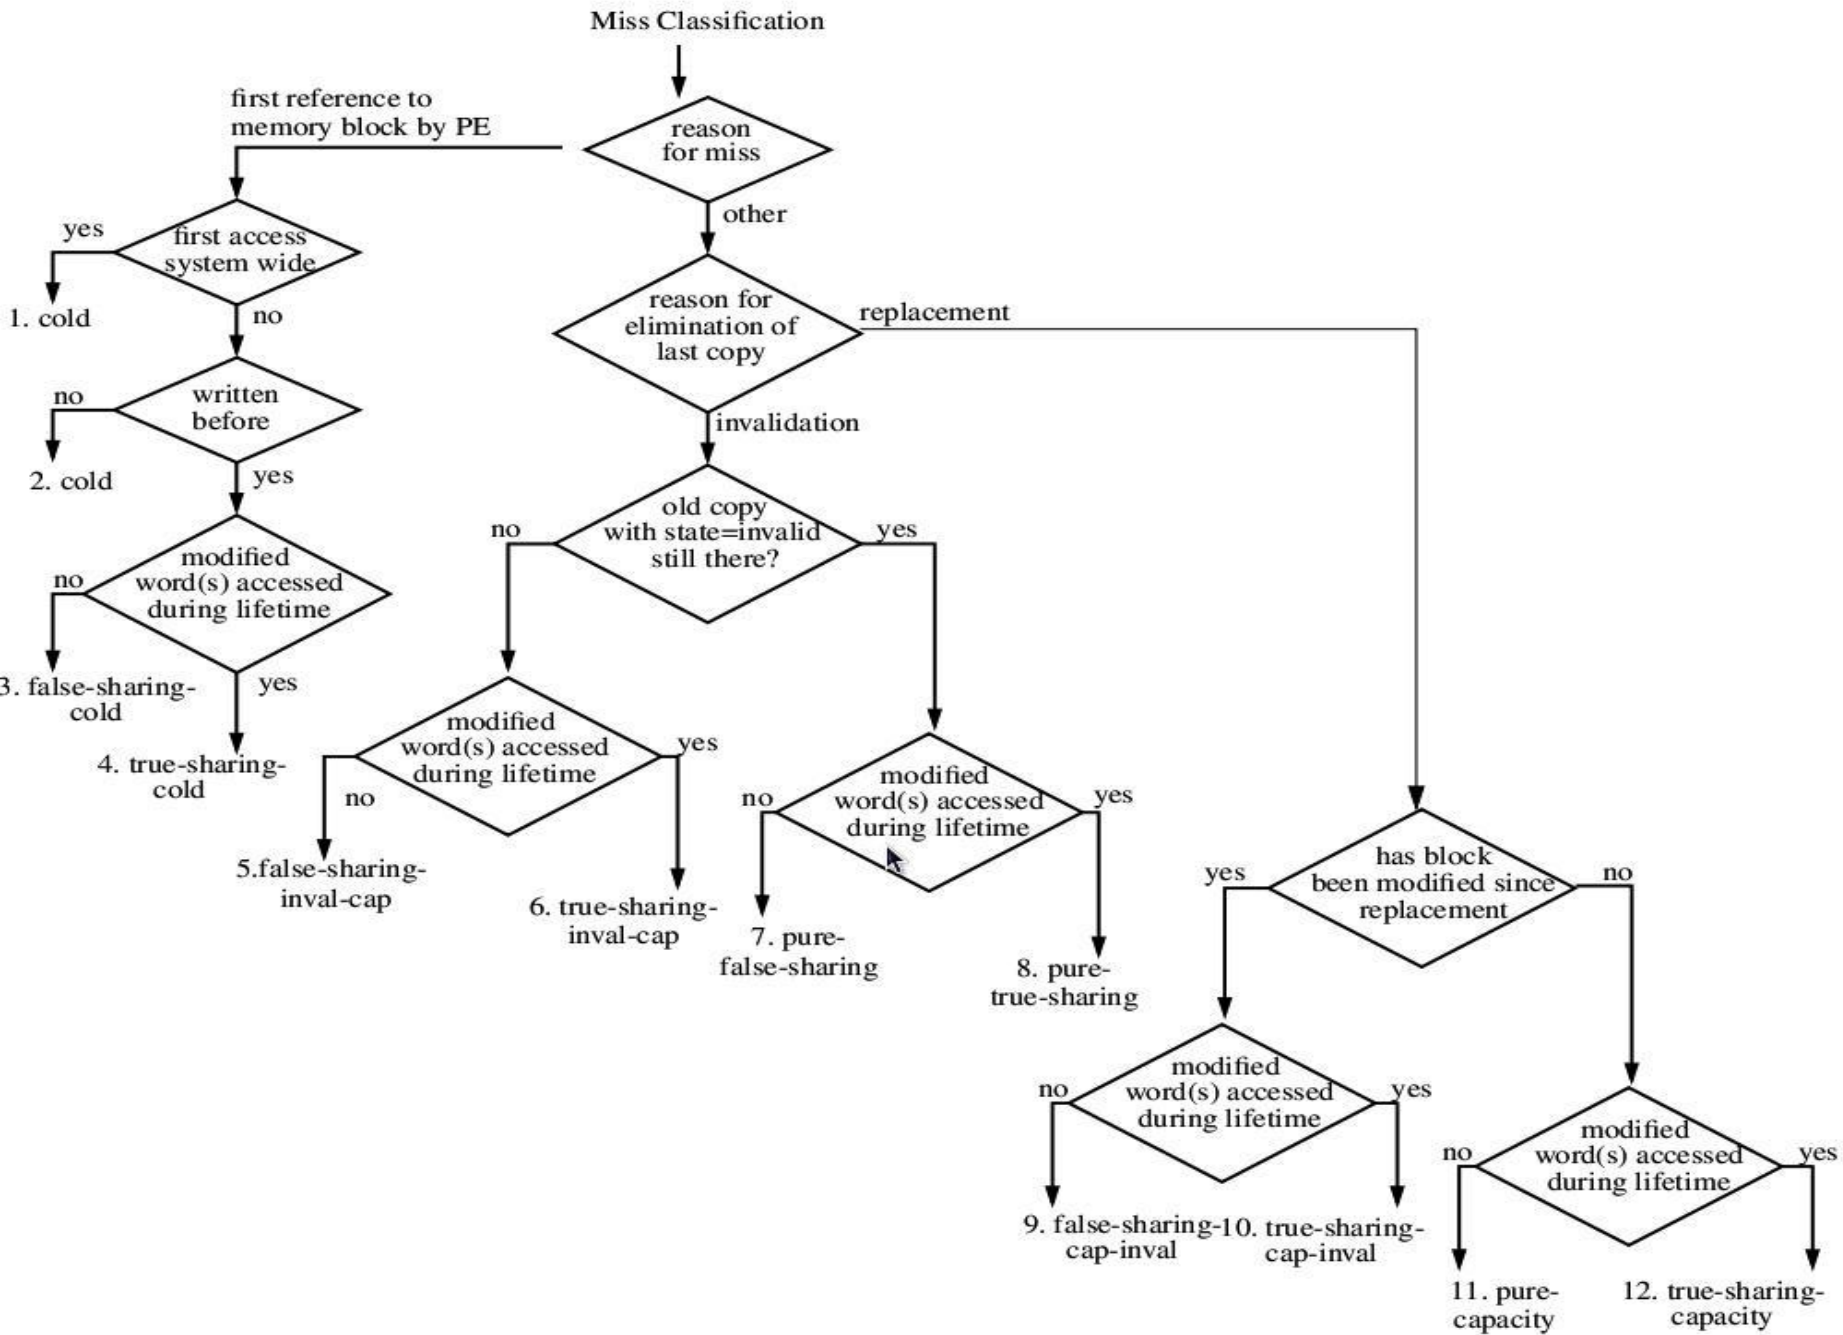 Miss Classification
first reference to
memory block by PE
reason
for miss
other
yes
first access
system wide
1. cold
no
reason for
elimination of
last copy
replacement
no
written
before
2. cold
yes
invalidation
no
modified
word(s) accessed
during lifetime
3. false-sharing-
cold
yes
4. true-sharing-
cold
no
old copy
with state=invalid
still there?
yes
modified
word(s) accessed
during lifetime
no
yes
5.false-sharing-
inval-cap
6. true-sharing-
inval-cap
no
modified
word(s) accessed
during lifetime
yes
7. pure-
false-sharing
8. pure-
true-sharing
yes
has block
been modified since
replacement
no
no
modified
word(s) accessed
during lifetime
yes
9. false-sharing-
cap-inval
10. true-sharing-
cap-inval
no
modified
word(s) accessed
during lifetime
yes
11. pure-
capacity
12. true-sharing-
capacity